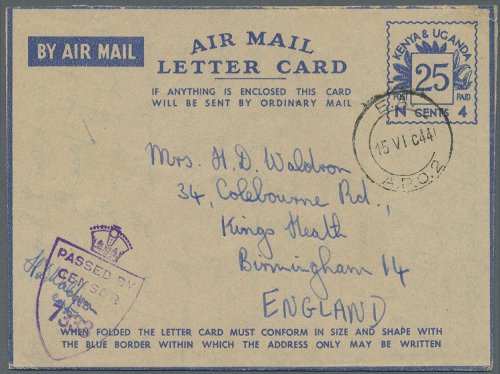 BY AIR MAIL
AIR MAIL
LETTER CARD
IF ANYTHING IS ENCLOSED THIS CARD
WILL BE SENT BY ORDINARY MAIL
KENYA & UGANDA
25
PAID
N CENTS 4
A.P.O. 2
15 VI C44
Mrs. H. D. Waldron
34, Colebourne Rd.,
Kings Heath
Birmingham 14
ENGLAND
PASSED BY
CENSOR
WHEN FOLDED THE LETTER CARD MUST CONFORM IN SIZE AND SHAPE WITH
THE BLUE BORDER WITHIN WHICH THE ADDRESS ONLY MAY BE WRITTEN